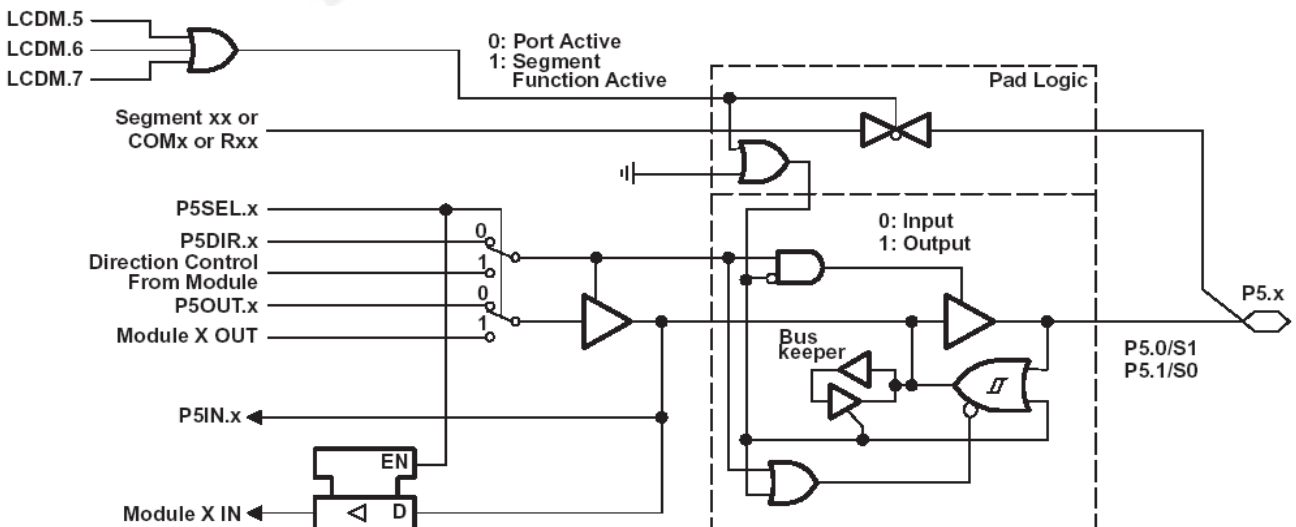 LCDM.5
LCDM.6
LCDM.7
0: Port Active
1: Segment
Function Active
Pad Logic
Segment xx or
COMx or Rxx
P5SEL.x
0: Input
1: Output
P5DIR.x
0
Direction Control
From Module
1
P5OUT.x
0
Module X OUT
1
P5.x
Bus
keeper
P5.0/S1
P5.1/S0
P5IN.x
EN
D
Module X IN